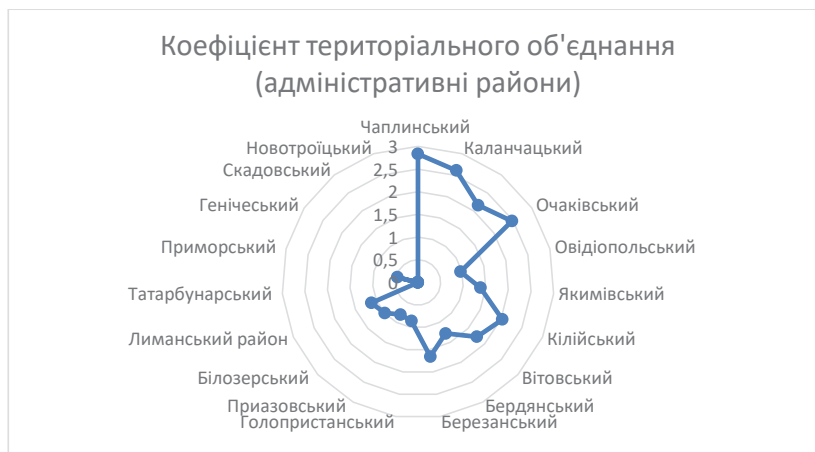 Коефіцієнт територіального об'єднання
(адміністративні райони)
Чаплинський
Каланчацький
Очаківський
Овідіопольський
Якимівський
Кілійський
Вітовський
Бердянський
Березанський
Голопристанський
Приазовський
Білозерський
Лиманський район
Татарбунарський
Приморський
Генічеський
Скадовський
Новотроїцький
3
2,5
2
1,5
1
0,5
0